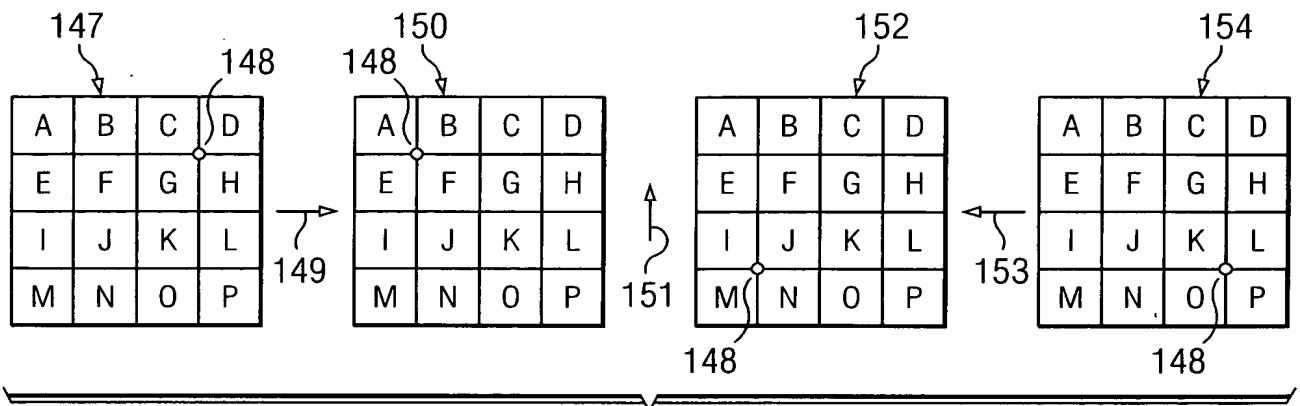 147 150 152 154
148 148
A B C D A B C D A B C D A B C D
E F G H E F G H E F G H E F G H
I J K L I J K L I J K L I J K L
149 151 153
M N O P M N O P M N O P M N O P
148 148